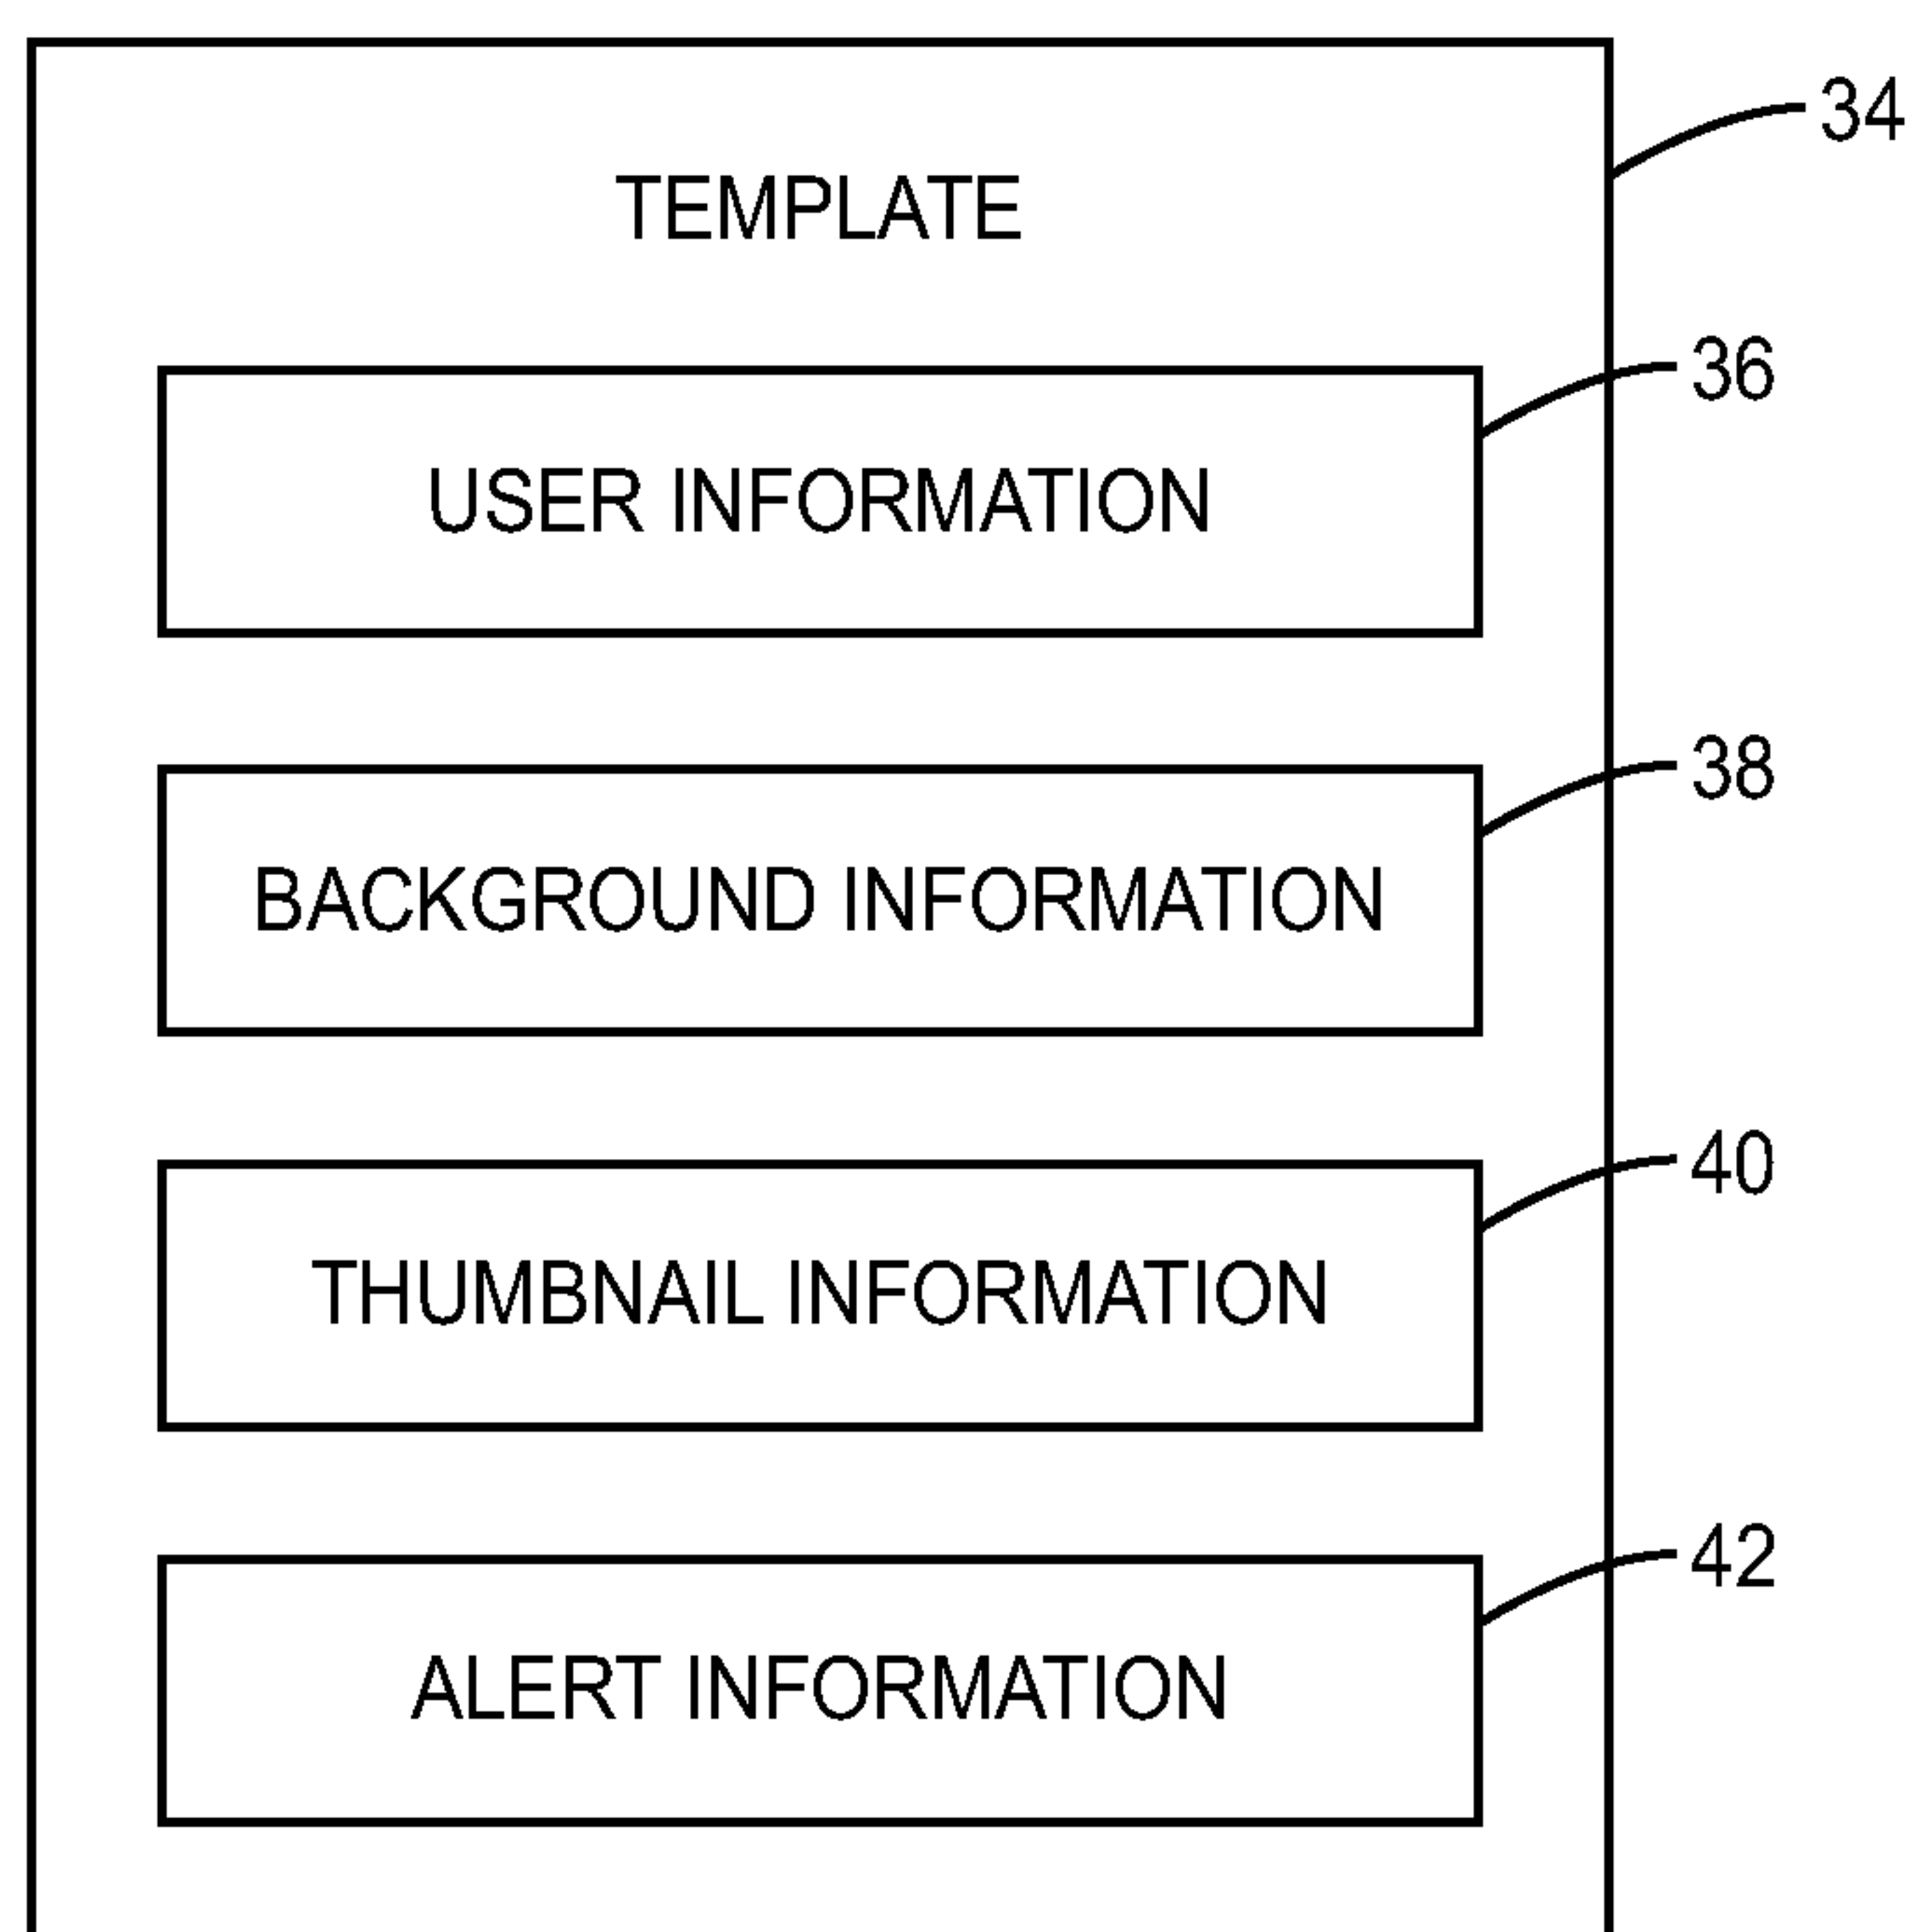 34
TEMPLATE
36
USER INFORMATION
38
BACKGROUND INFORMATION
40
THUMBNAIL INFORMATION
42
ALERT INFORMATION